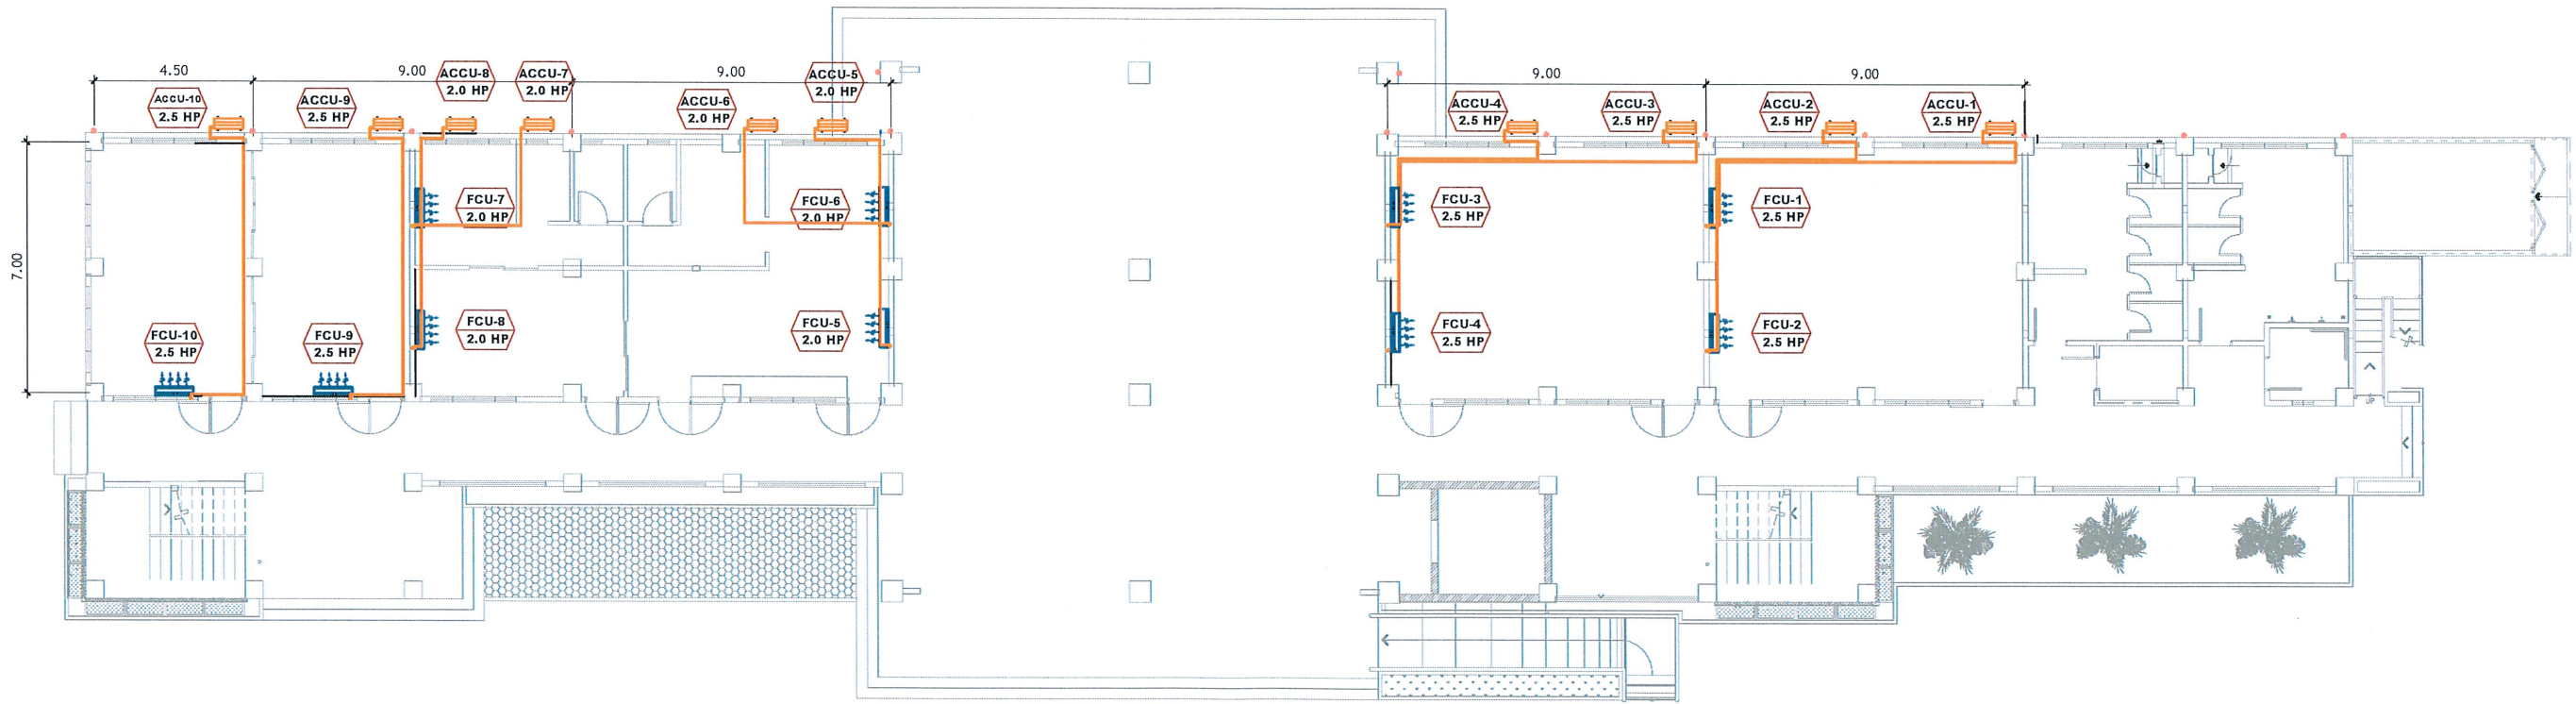 4.50
9.00
9.00
9.00
9.00
ACCU-8
2.0 HP
ACCU-7
2.0 HP
ACCU-5
2.0 HP
ACCU-10
2.5 HP
ACCU-9
2.5 HP
ACCU-6
2.0 HP
ACCU-4
2.5 HP
ACCU-3
2.5 HP
ACCU-2
2.5 HP
ACCU-1
2.5 HP
FCU-7
2.0 HP
FCU-6
2.0 HP
FCU-3
2.5 HP
FCU-1
2.5 HP
7.00
FCU-10
2.5 HP
FCU-9
2.5 HP
FCU-8
2.0 HP
FCU-5
2.0 HP
FCU-4
2.5 HP
FCU-2
2.5 HP
UP